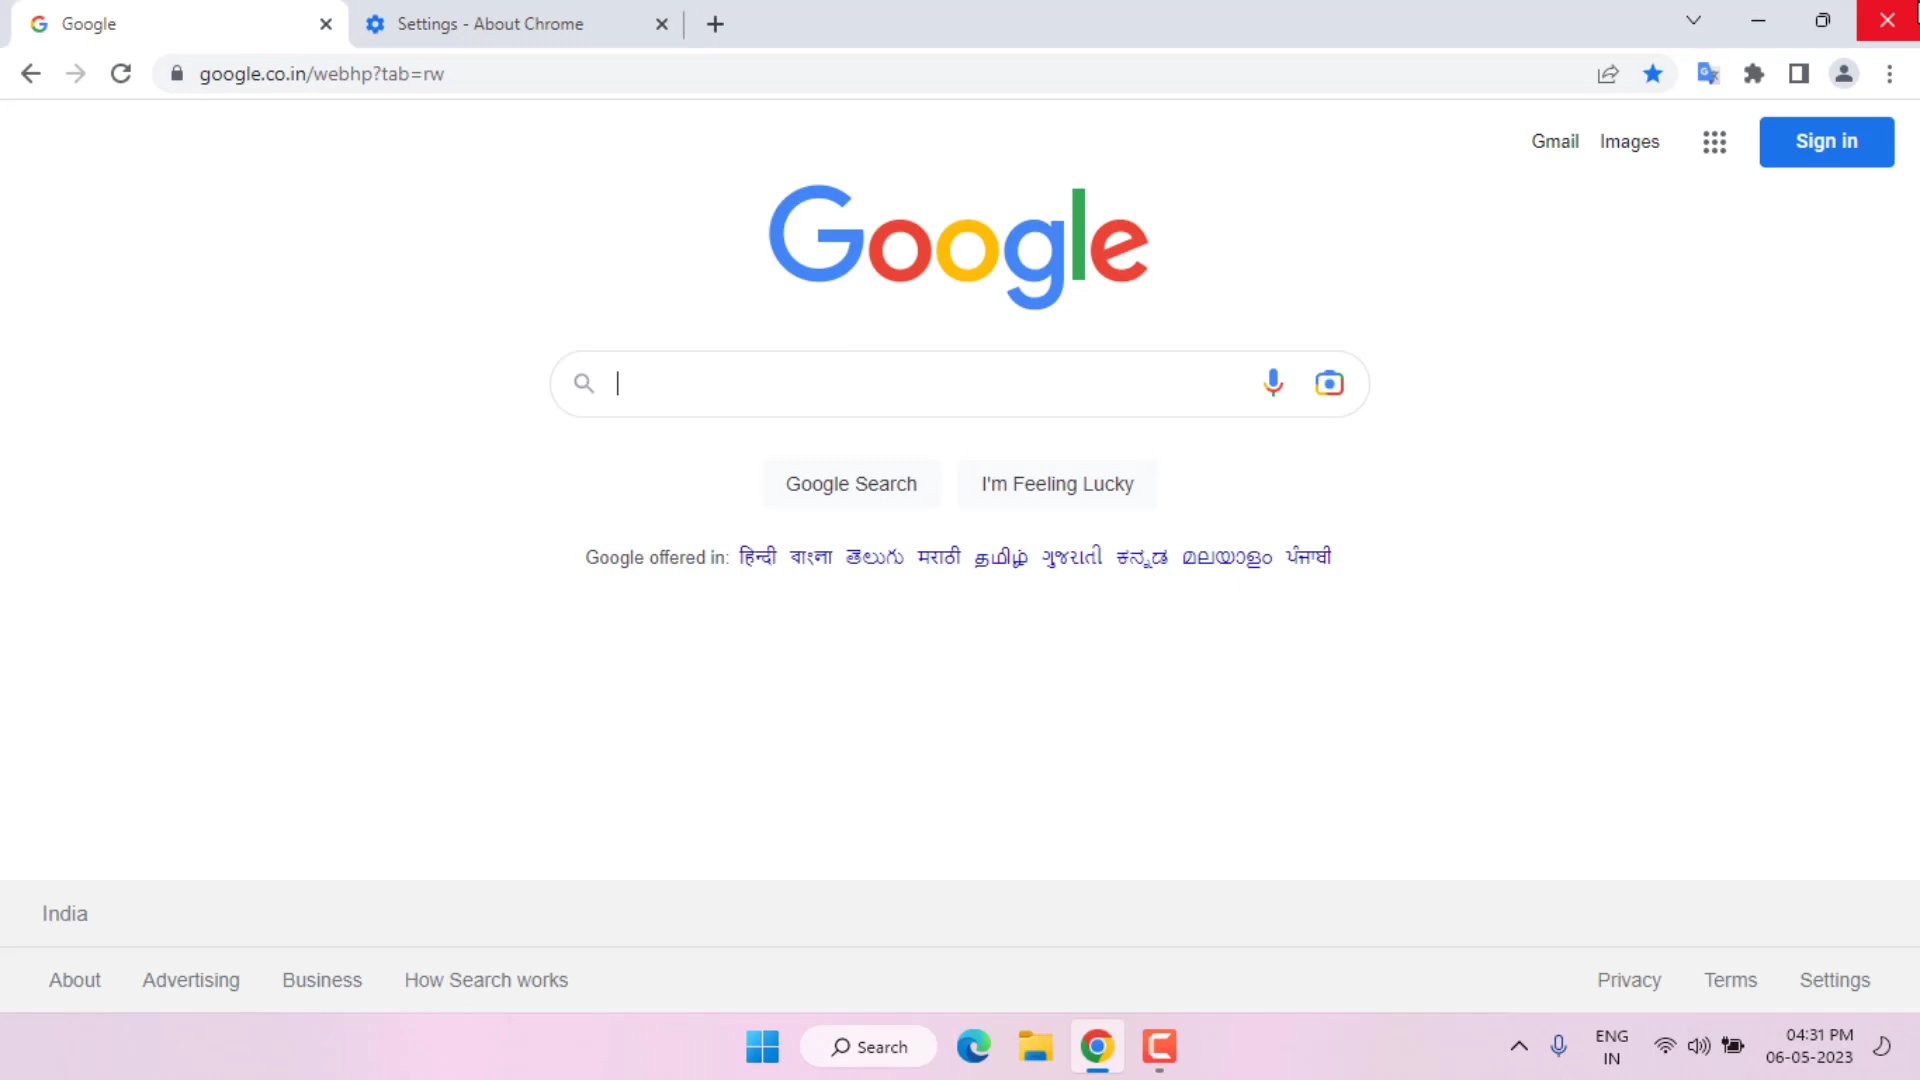 Google
Settings - About Chrome
google.co.in/webhp?tab=rw
Gmail Images Sign in
Google
Google Search I'm Feeling Lucky
Google offered in: हिन्दी বাংলা తెలుగు मराठी தமிழ் ગુજરાતી ಕನ್ನಡ മലയാളം ਪੰਜਾਬੀ
India
About Advertising Business How Search works Privacy Terms Settings
Search
ENG
IN
04:31 PM
06-05-2023